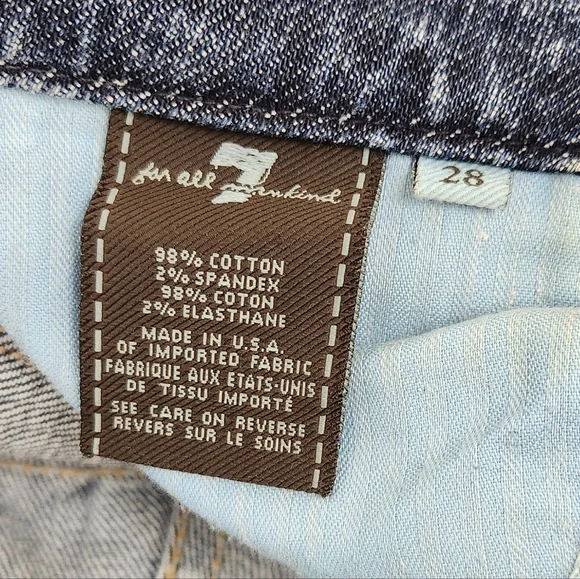 7
for all mankind
28
98% COTTON
2% SPANDEX
98% COTON
2% ELASTHANE
MADE IN U.S.A.
OF IMPORTED FABRIC
FABRIQUE AUX ETATS-UNIS
DE TISSU IMPORTÉ
SEE CARE ON REVERSE
REVERS SUR LE SOINS